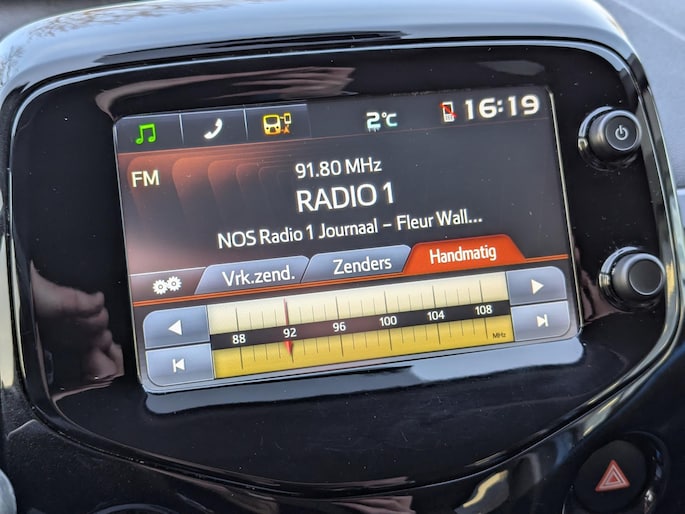 2°C
16:19
FM
91.80 MHz
RADIO 1
NOS Radio 1 Journaal – Fleur Wall...
Vrk.zend.
Zenders
Handmatig
88 92 96 100 104 108
MHz